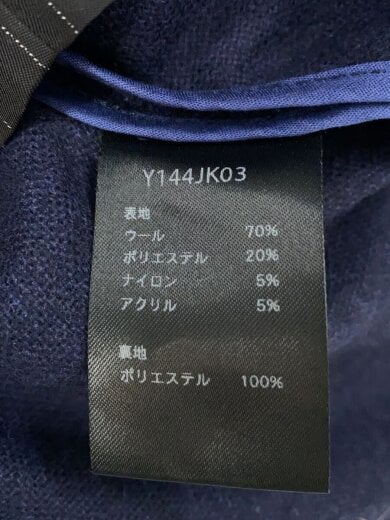 Y144JK03
表地
ウール 70%
ポリエステル 20%
ナイロン 5%
アクリル 5%
裏地
ポリエステル 100%